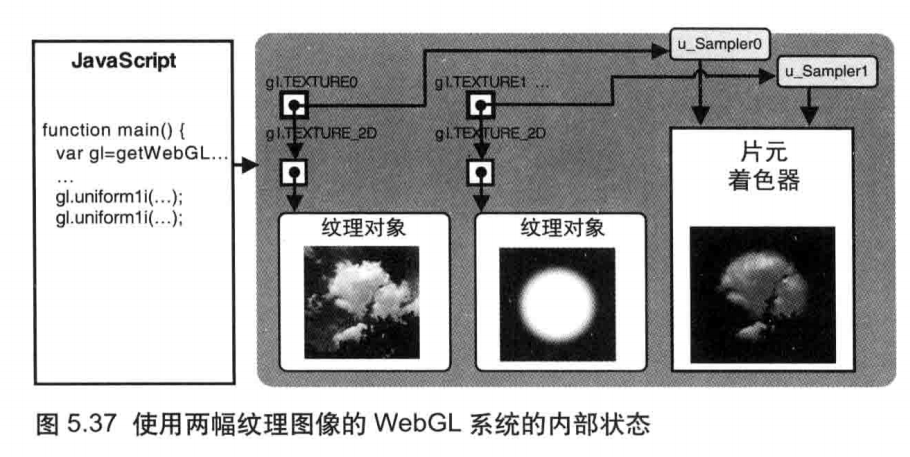 JavaScript
function main() {
var gl=getWebGL…
…
gl.uniform1i(…);
gl.uniform1i(…);
gl.TEXTURE0
gl.TEXTURE1 …
u_Sampler0
u_Sampler1
gl.TEXTURE_2D
gl.TEXTURE_2D
纹理对象
纹理对象
片元
着色器
图 5.37 使用两幅纹理图像的 WebGL 系统的内部状态